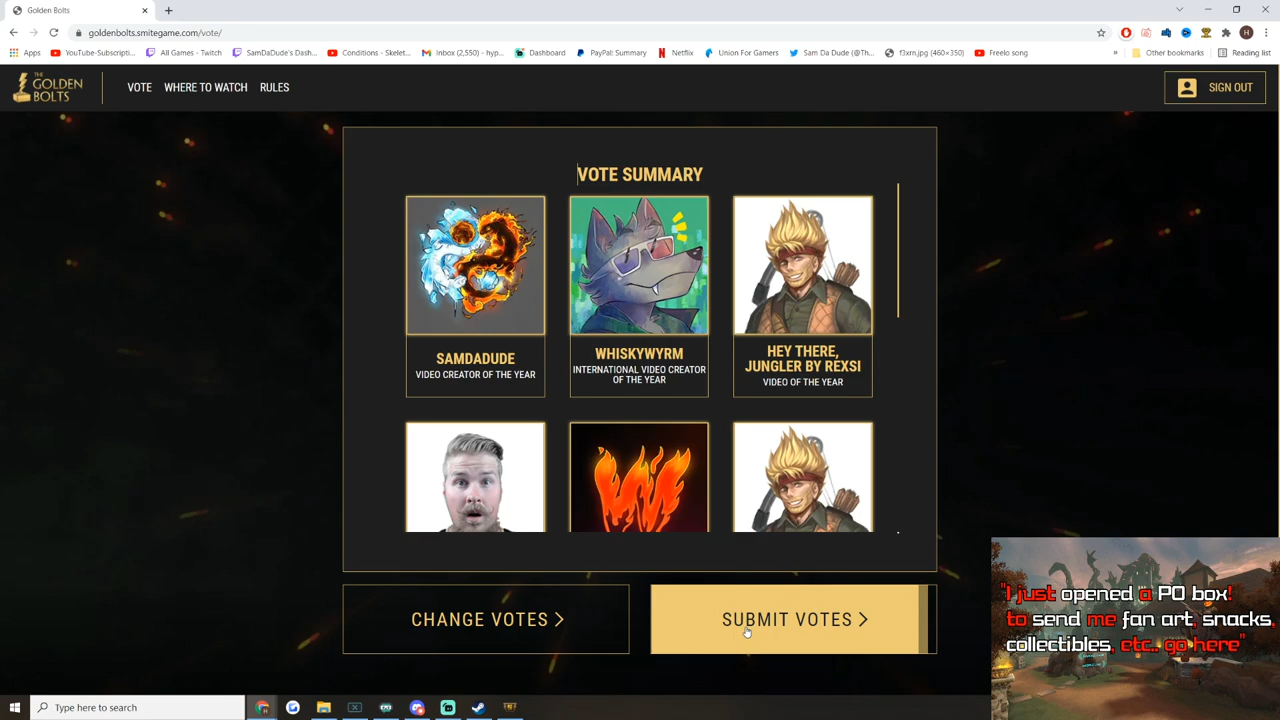 Golden Bolts
goldenbolts.smitegame.com/vote/
Apps
YouTube-Subscripti...
All Games - Twitch
SamDaDude's Dash...
Conditions - Skelet...
Inbox (2,550) - hyp...
Dashboard
PayPal: Summary
Netflix
Union For Gamers
Sam Da Dude (@Th...
f3xrn.jpg (460×350)
Freelo song
»
Other bookmarks
Reading list
THE
GOLDEN
BOLTS
VOTE
WHERE TO WATCH
RULES
SIGN OUT
VOTE SUMMARY
SAMDADUDE
VIDEO CREATOR OF THE YEAR
WHISKYWYRM
INTERNATIONAL VIDEO CREATOR
OF THE YEAR
HEY THERE,
JUNGLER BY REXSI
VIDEO OF THE YEAR
CHANGE VOTES >
SUBMIT VOTES >
"I just opened a PO box!
to send me fan art, snacks,
collectibles, etc.. go here"
Type here to search